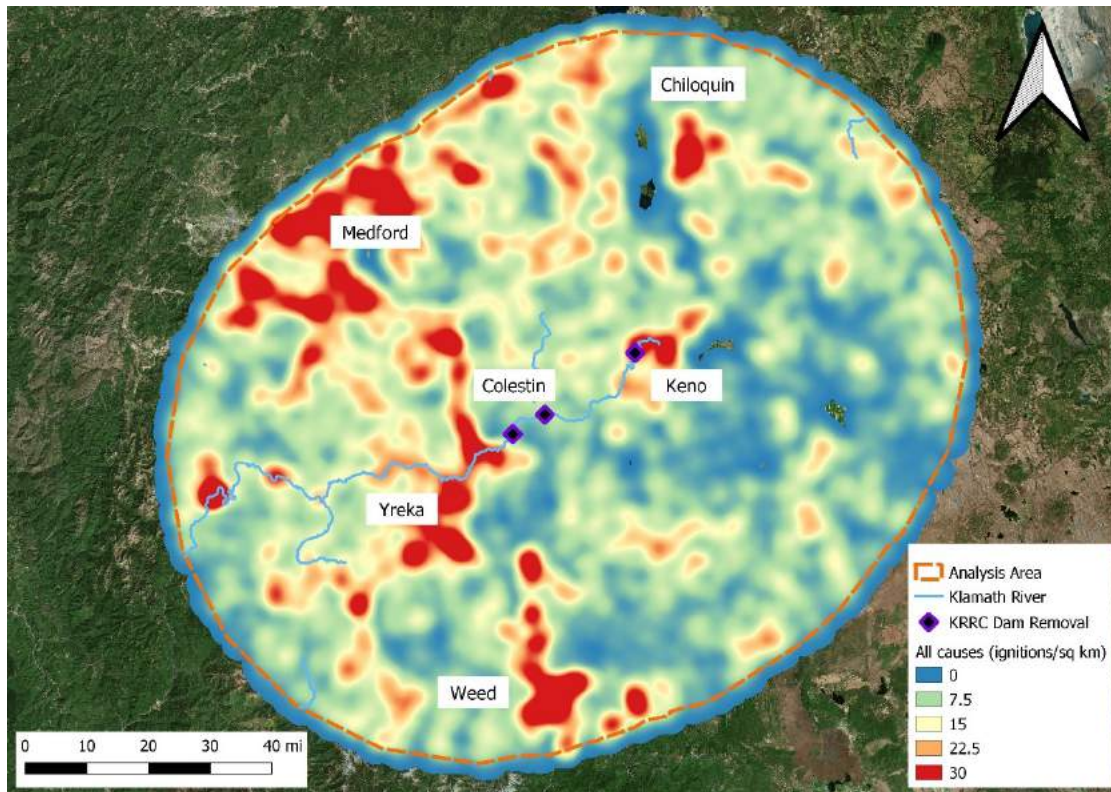 Chiloquin
Medford
Colestin
Keno
Yreka
Weed
Analysis Area
Klamath River
KRRC Dam Removal
All causes (ignitions/sq km)
0
7.5
15
22.5
30
0 10 20 30 40 mi